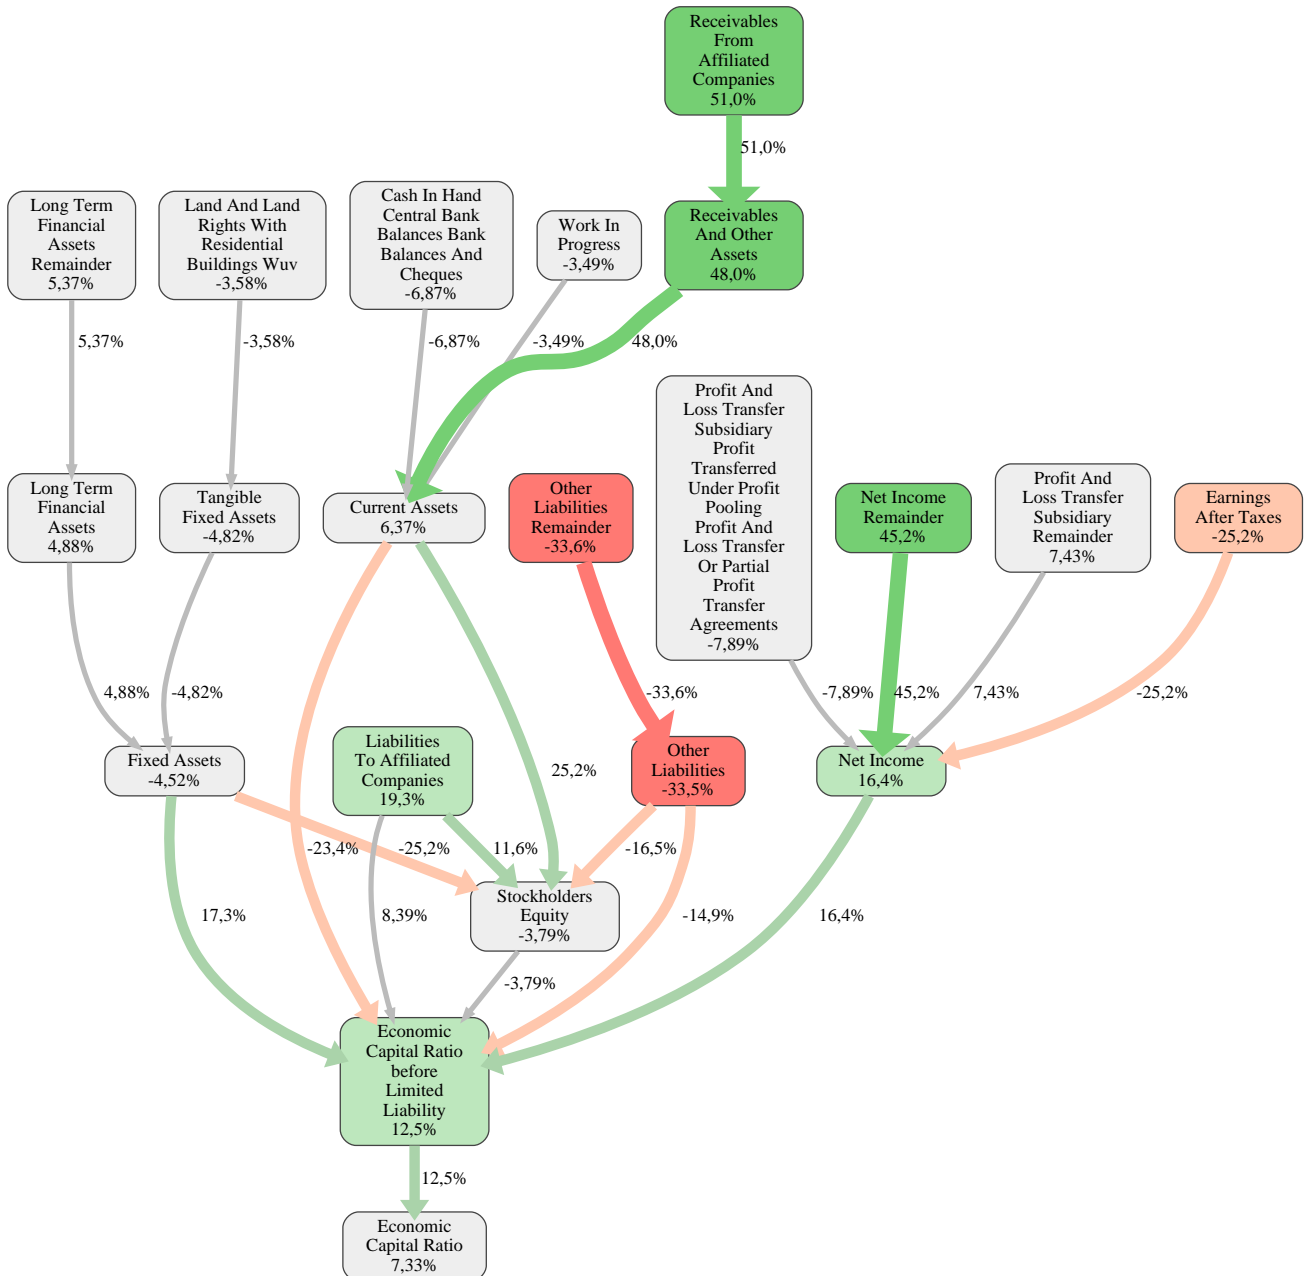 Receivables
From
Affiliated
Companies
51,0%
51,0%
Long Term
Financial
Assets
Remainder
5,37%
Land And Land
Rights With
Residential
Buildings Wuv
-3,58%
Cash In Hand
Central Bank
Balances Bank
Balances And
Cheques
-6,87%
Work In
Progress
-3,49%
Receivables
And Other
Assets
48,0%
5,37%
-3,58%
-6,87%
-3,49%
48,0%
Long Term
Financial
Assets
4,88%
Tangible
Fixed Assets
-4,82%
Current Assets
6,37%
Other
Liabilities
Remainder
-33,6%
Profit And
Loss Transfer
Subsidiary
Profit
Transferred
Under Profit
Pooling
Profit And
Loss Transfer
Or Partial
Profit
Transfer
Agreements
-7,89%
Net Income
Remainder
45,2%
Profit And
Loss Transfer
Subsidiary
Remainder
7,43%
Earnings
After Taxes
-25,2%
4,88%
-4,82%
-33,6%
-7,89%
45,2%
7,43%
-25,2%
Fixed Assets
-4,52%
Liabilities
To Affiliated
Companies
19,3%
25,2%
Other
Liabilities
-33,5%
Net Income
16,4%
-23,4%
-25,2%
11,6%
-16,5%
Stockholders
Equity
-3,79%
17,3%
8,39%
-14,9%
16,4%
-3,79%
Economic
Capital Ratio
before
Limited
Liability
12,5%
12,5%
Economic
Capital Ratio
7,33%